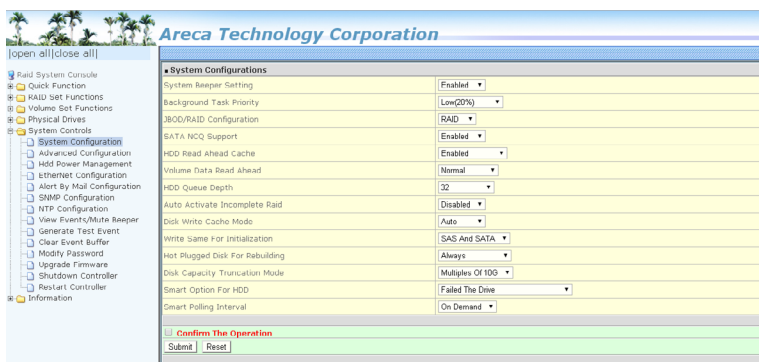 Areca Technology Corporation
|open all|close all|
Raid System Console
Quick Function
RAID Set Functions
Volume Set Functions
Physical Drives
System Controls
System Configuration
Advanced Configuration
Hdd Power Management
EtherNet Configuration
Alert By Mail Configuration
SNMP Configuration
NTP Configuration
View Events/Mute Beeper
Generate Test Event
Clear Event Buffer
Modify Password
Upgrade Firmware
Shutdown Controller
Restart Controller
Information
System Configurations
System Beeper Setting Enabled
Background Task Priority Low(20%)
JBOD/RAID Configuration RAID
SATA NCQ Support Enabled
HDD Read Ahead Cache Enabled
Volume Data Read Ahead Normal
HDD Queue Depth 32
Auto Activate Incomplete Raid Disabled
Disk Write Cache Mode Auto
Write Same For Initialization SAS And SATA
Hot Plugged Disk For Rebuilding Always
Disk Capacity Truncation Mode Multiples Of 10G
Smart Option For HDD Failed The Drive
Smart Polling Interval On Demand
Confirm The Operation
Submit Reset